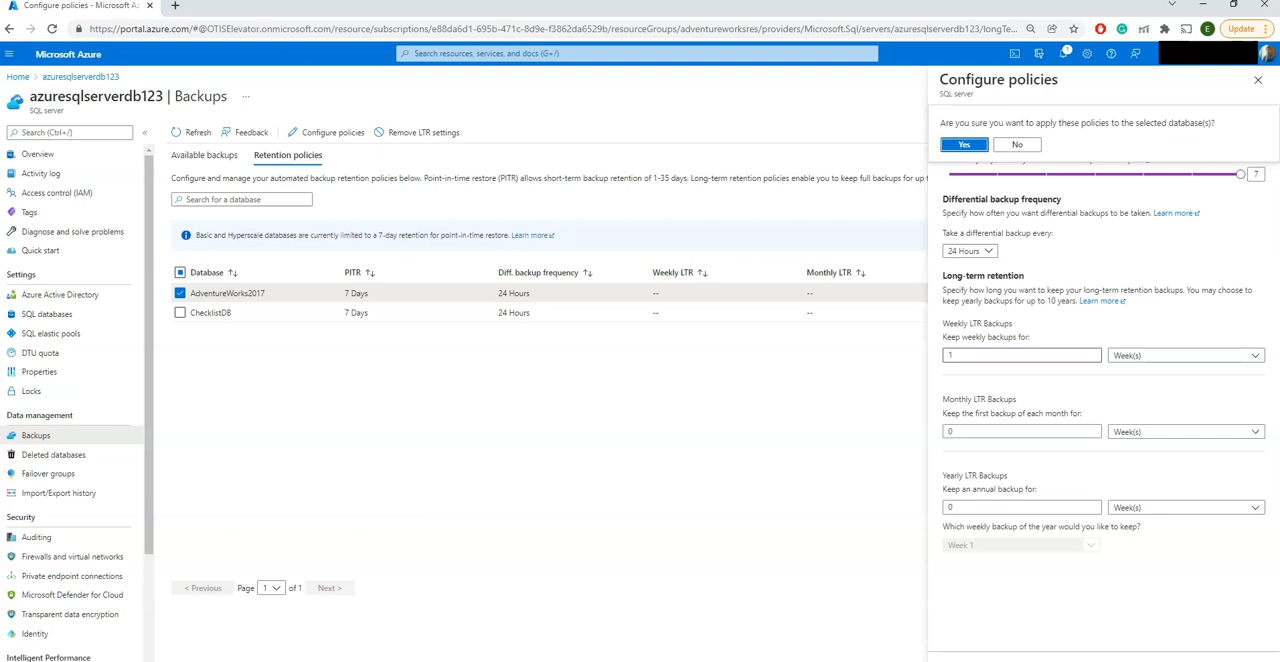 Configure policies - Microsoft Az
https://portal.azure.com/#@OTISElevator.onmicrosoft.com/resource/subscriptions/e88da6d1-695b-471c-8d9e-f3862da6529b/resourceGroups/adventureworksres/providers/Microsoft.Sql/servers/azuresqlserverdb123/longTe...
E
Update
Microsoft Azure
Search resources, services, and docs (G+/)
1
Home > azuresqlserverdb123
azuresqlserverdb123 | Backups ...
SQL server
Search (Ctrl+/)
Overview
Activity log
Access control (IAM)
Tags
Diagnose and solve problems
Quick start
Settings
Azure Active Directory
SQL databases
SQL elastic pools
DTU quota
Properties
Locks
Data management
Backups
Deleted databases
Failover groups
Import/Export history
Security
Auditing
Firewalls and virtual networks
Private endpoint connections
Microsoft Defender for Cloud
Transparent data encryption
Identity
Intelligent Performance
Refresh Feedback Configure policies Remove LTR settings
Available backups Retention policies
Configure and manage your automated backup retention policies below. Point-in-time restore (PITR) allows short-term backup retention of 1-35 days. Long-term retention policies enable you to keep full backups for up t
Search for a database
Basic and Hyperscale databases are currently limited to a 7-day retention for point-in-time restore. Learn more
Database PITR Diff. backup frequency Weekly LTR Monthly LTR
AdventureWorks2017 7 Days 24 Hours -- --
ChecklistDB 7 Days 24 Hours -- --
< Previous Page 1 of 1 Next >
Configure policies
SQL server
Are you sure you want to apply these policies to the selected database(s)?
Yes No
7
Differential backup frequency
Specify how often you want differential backups to be taken. Learn more
Take a differential backup every:
24 Hours
Long-term retention
Specify how long you want to keep your long-term retention backups. You may choose to
keep yearly backups for up to 10 years. Learn more
Weekly LTR Backups
Keep weekly backups for:
1 Week(s)
Monthly LTR Backups
Keep the first backup of each month for:
0 Week(s)
Yearly LTR Backups
Keep an annual backup for:
0 Week(s)
Which weekly backup of the year would you like to keep?
Week 1